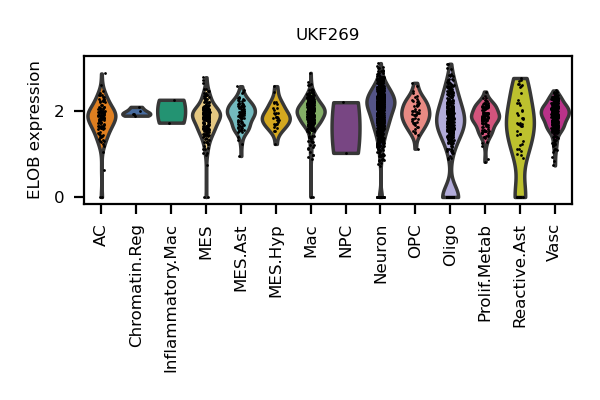 UKF269
ELOB expression
2
0
AC
Chromatin.Reg
Inflammatory.Mac
MES
MES.Ast
MES.Hyp
Mac
NPC
Neuron
OPC
Oligo
Prolif.Metab
Reactive.Ast
Vasc